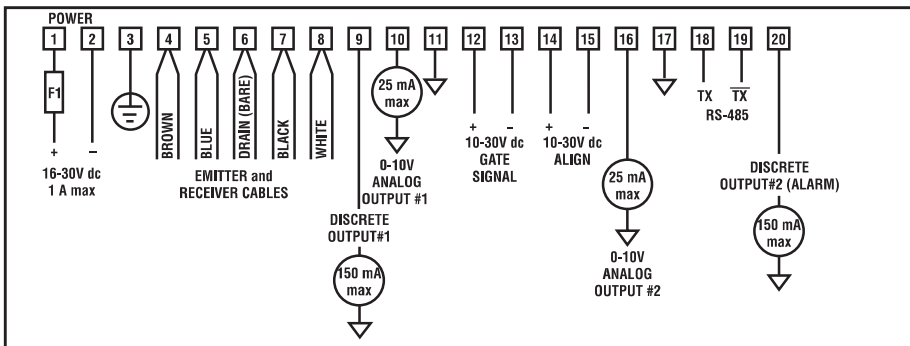 POWER
1 2 3 4 5 6 7 8 9 10 11 12 13 14 15 16 17 18 19 20
F1
+ −
16-30V dc
1 A max
BROWN
BLUE
DRAIN (BARE)
BLACK
WHITE
EMITTER and
RECEIVER CABLES
DISCRETE
OUTPUT#1
150 mA
max
25 mA
max
0-10V
ANALOG
OUTPUT #1
+ −
10-30V dc
GATE
SIGNAL
+ −
10-30V dc
ALIGN
25 mA
max
0-10V
ANALOG
OUTPUT #2
TX T̅X̅
RS-485
DISCRETE
OUTPUT#2 (ALARM)
150 mA
max